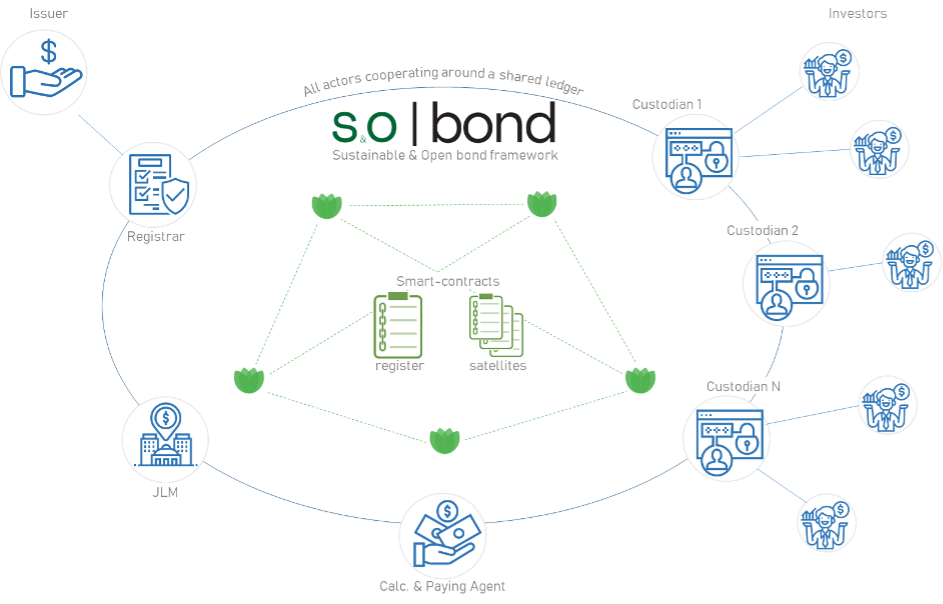 Issuer
Investors
All actors cooperating around a shared ledger
Custodian 1
s&o | bond
Sustainable & Open bond framework
Registrar
Custodian 2
Smart-contracts
register
satellites
Custodian N
JLM
Calc. & Paying Agent